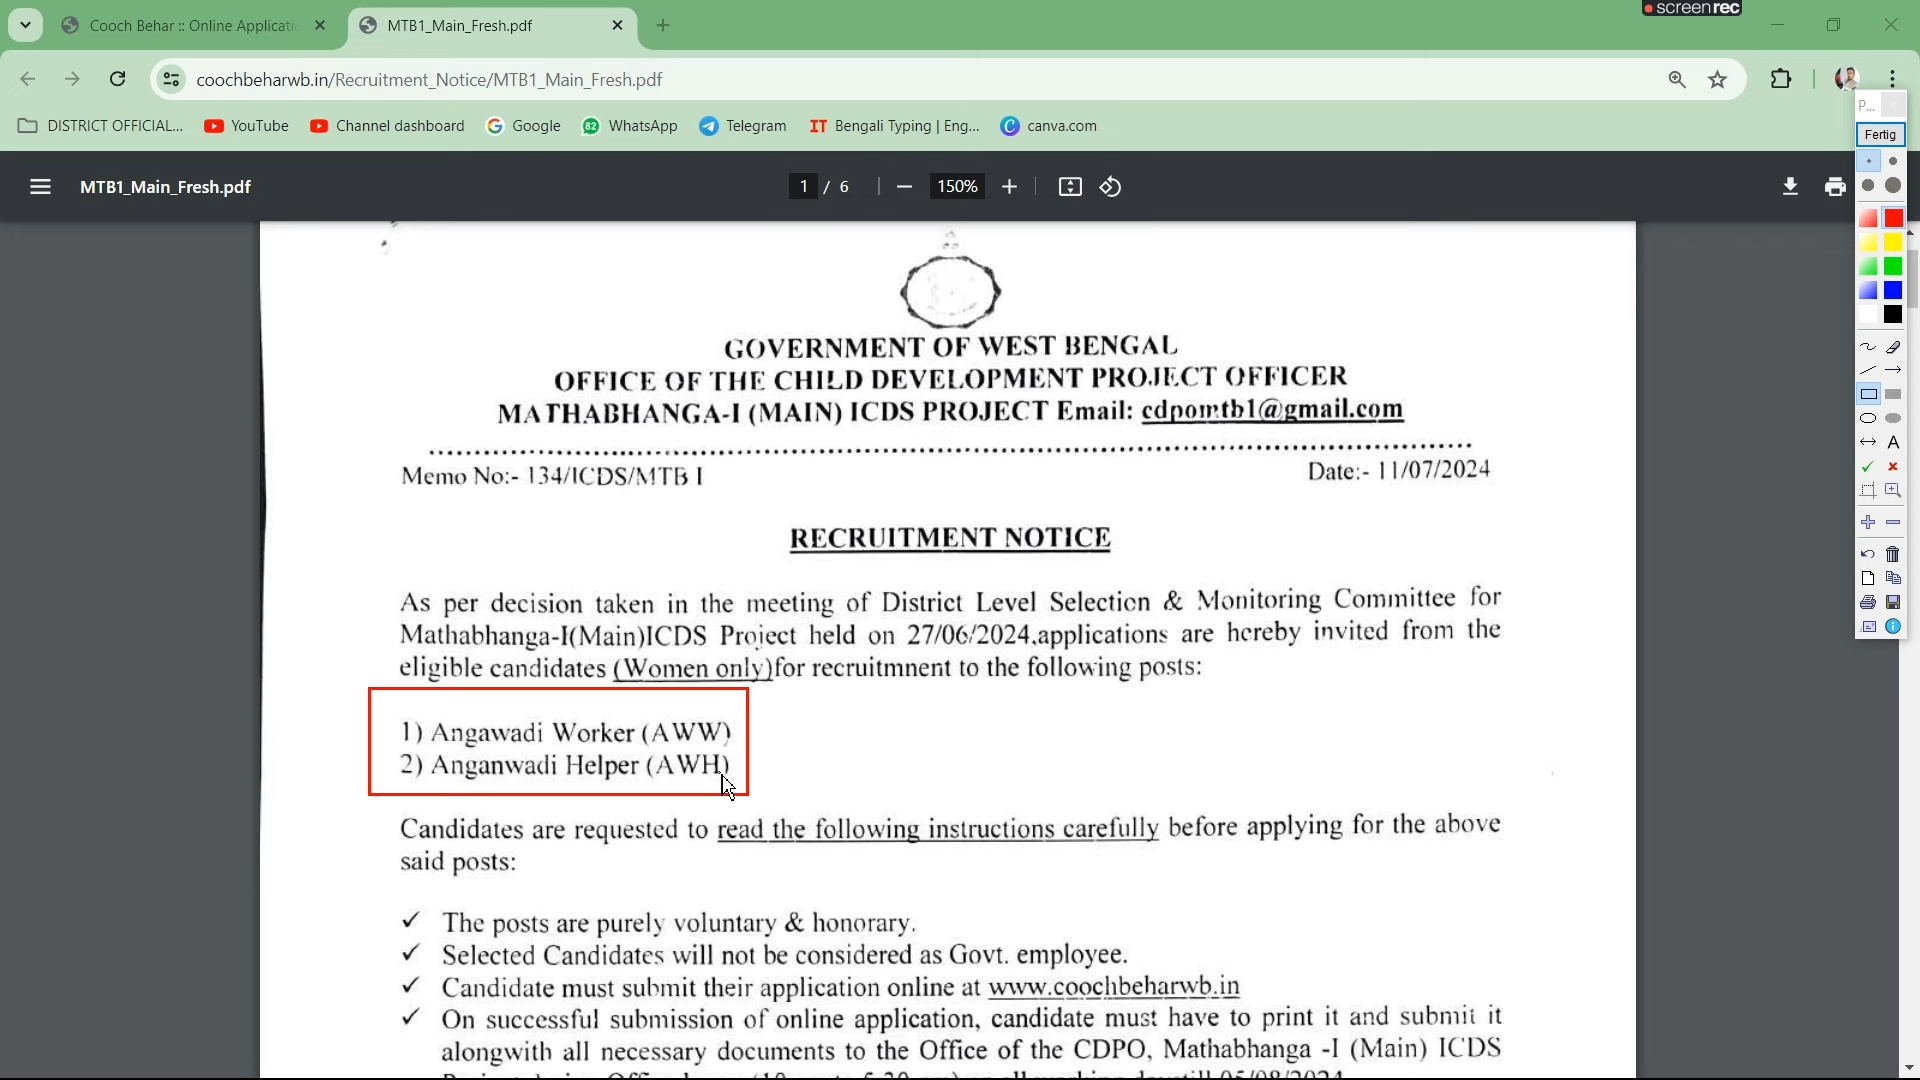 screenrec
Cooch Behar :: Online Applicati
MTB1_Main_Fresh.pdf
coochbeharwb.in/Recruitment_Notice/MTB1_Main_Fresh.pdf
DISTRICT OFFICIAL...
YouTube
Channel dashboard
Google
82
WhatsApp
Telegram
IT Bengali Typing | Eng...
canva.com
P...
Fertig
MTB1_Main_Fresh.pdf
1 / 6
150%
GOVERNMENT OF WEST BENGAL
OFFICE OF THE CHILD DEVELOPMENT PROJECT OFFICER
MATHABHANGA-I (MAIN) ICDS PROJECT Email: cdpomtb1@gmail.com
Memo No:- 134/ICDS/MTB I
Date:- 11/07/2024
RECRUITMENT NOTICE
As per decision taken in the meeting of District Level Selection & Monitoring Committee for
Mathabhanga-I(Main)ICDS Project held on 27/06/2024.applications are hereby invited from the
eligible candidates (Women only)for recruitmnent to the following posts:
1) Angawadi Worker (AWW)
2) Anganwadi Helper (AWH)
Candidates are requested to read the following instructions carefully before applying for the above
said posts:
✓ The posts are purely voluntary & honorary.
✓ Selected Candidates will not be considered as Govt. employee.
✓ Candidate must submit their application online at www.coochbeharwb.in
✓ On successful submission of online application, candidate must have to print it and submit it
alongwith all necessary documents to the Office of the CDPO, Mathabhanga -I (Main) ICDS